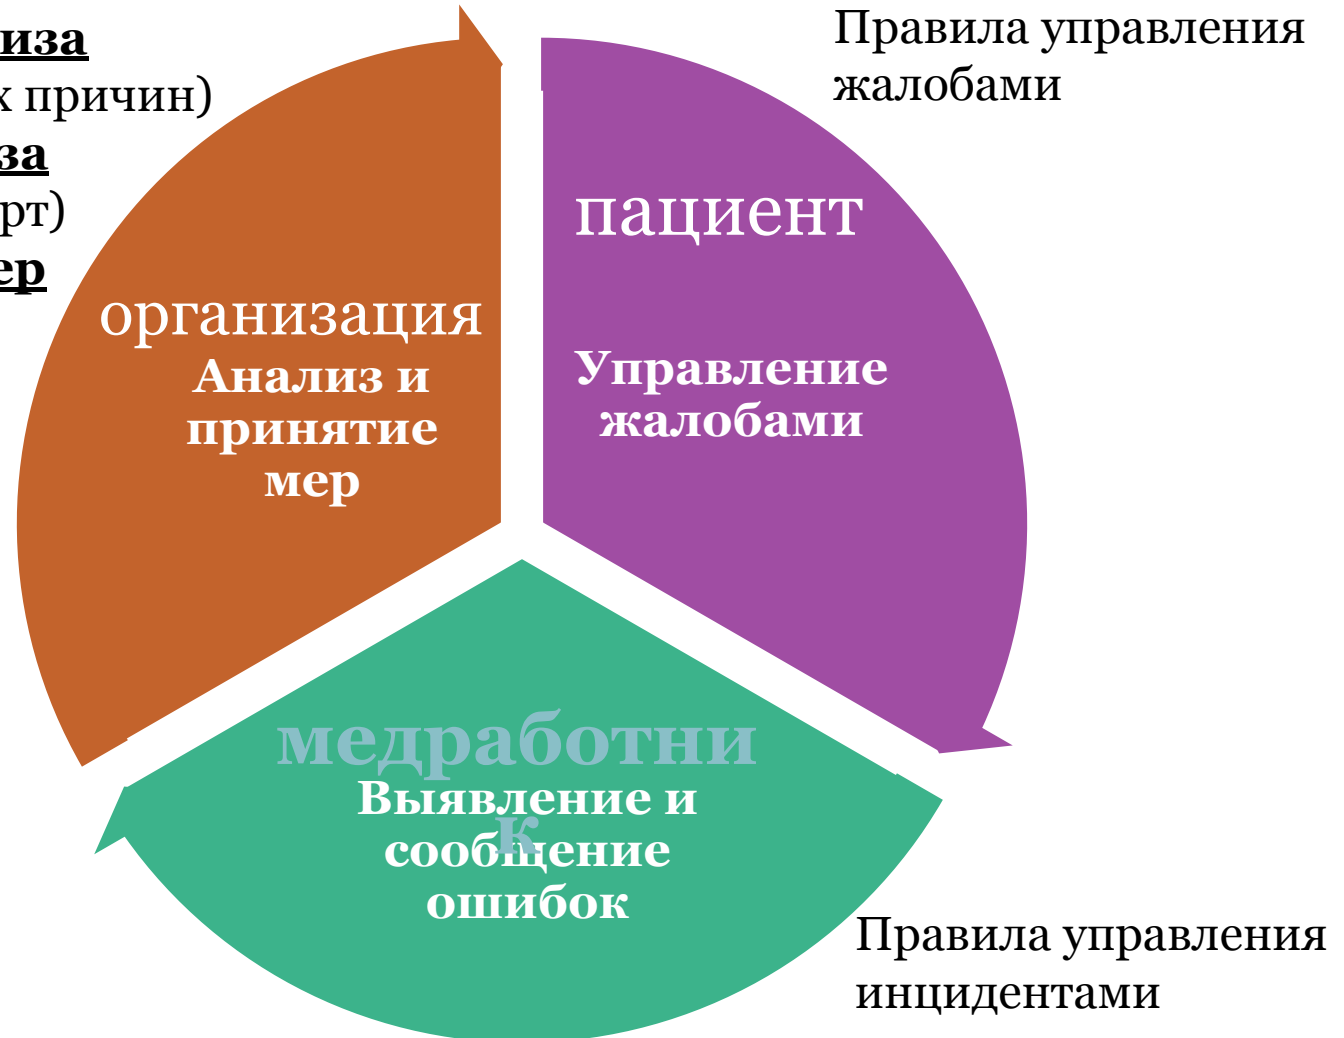 иза
х причин)
за
рт)
ер
Правила управления
жалобами
пациент
Управление
жалобами
организация
Анализ и
принятие
мер
медработни
к
Выявление и
сообщение
ошибок
Правила управления
инцидентами